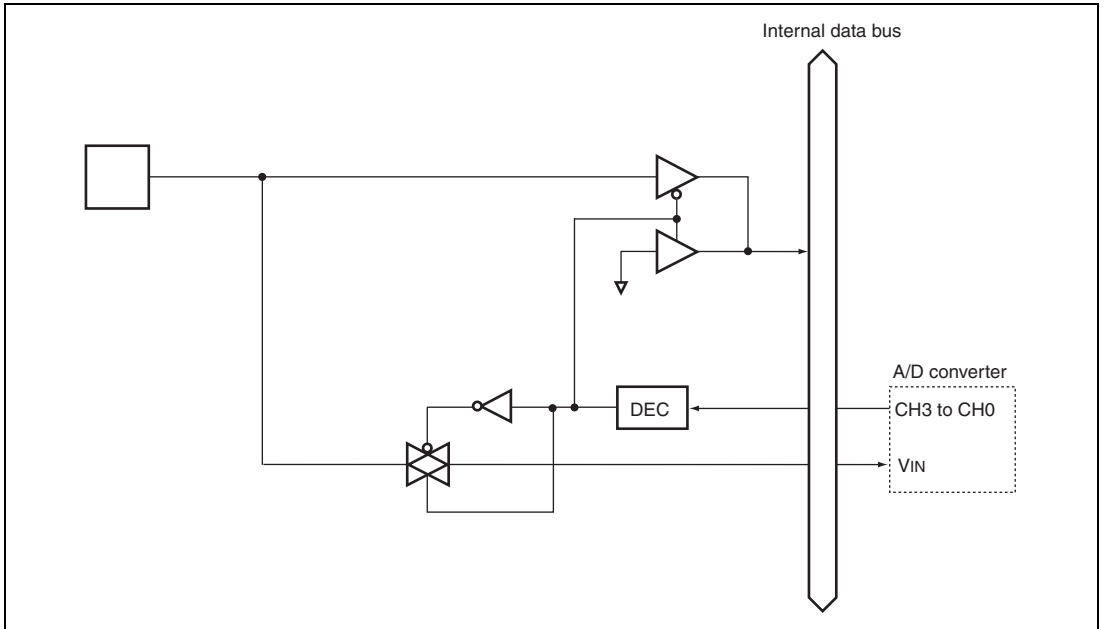 Internal data bus
A/D converter
DEC
CH3 to CH0
VIN